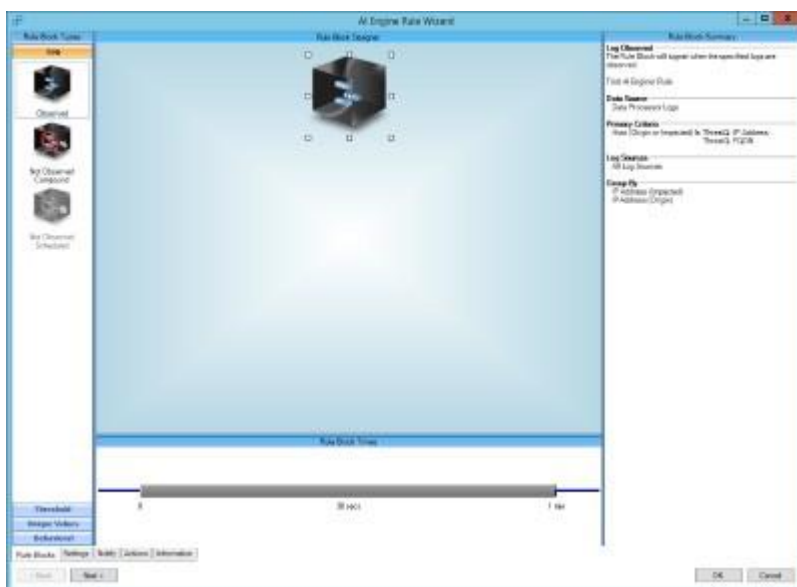 AI Engine Rule Wizard
Rule Block Types
Rule Block Designer
Rule Block Summary
Log
Observed
Not Observed
Compound
Not Observed
Scheduled
Log Observed
The Rule Block will signal when the specified logs are
observed.
AI Engine Rule
Data Source
Data Processor Logs
Primary Criteria
Host (Origin or Impacted) Is ThreatQ: IP Address
ThreatQ: FQDN
Log Sources
All Log Sources
Group By
IP Address (Impacted)
IP Address (Origin)
Rule Block Times
0
30 secs
1 min
Threshold
Unique Values
Behavioral
Rule Blocks
Settings
Notify
Actions
Information
< Back
Next >
OK
Cancel